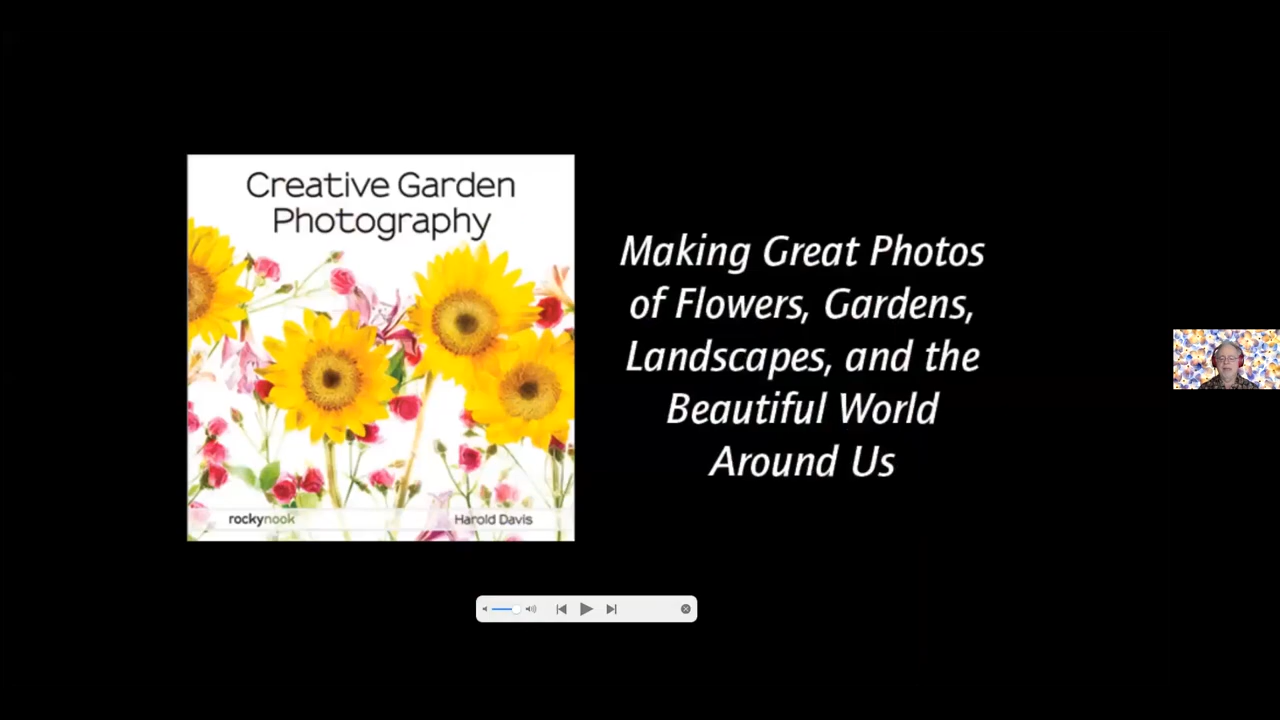 Creative Garden
Photography
rockynook
Harold Davis
Making Great Photos
of Flowers, Gardens,
Landscapes, and the
Beautiful World
Around Us